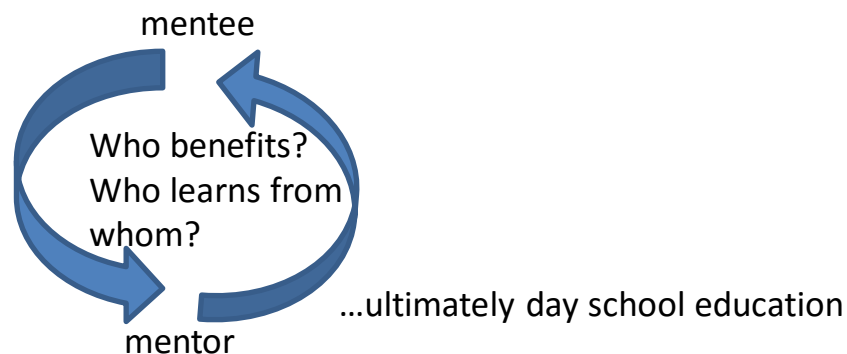 mentee
Who benefits?
Who learns from
whom?
…ultimately day school education
mentor